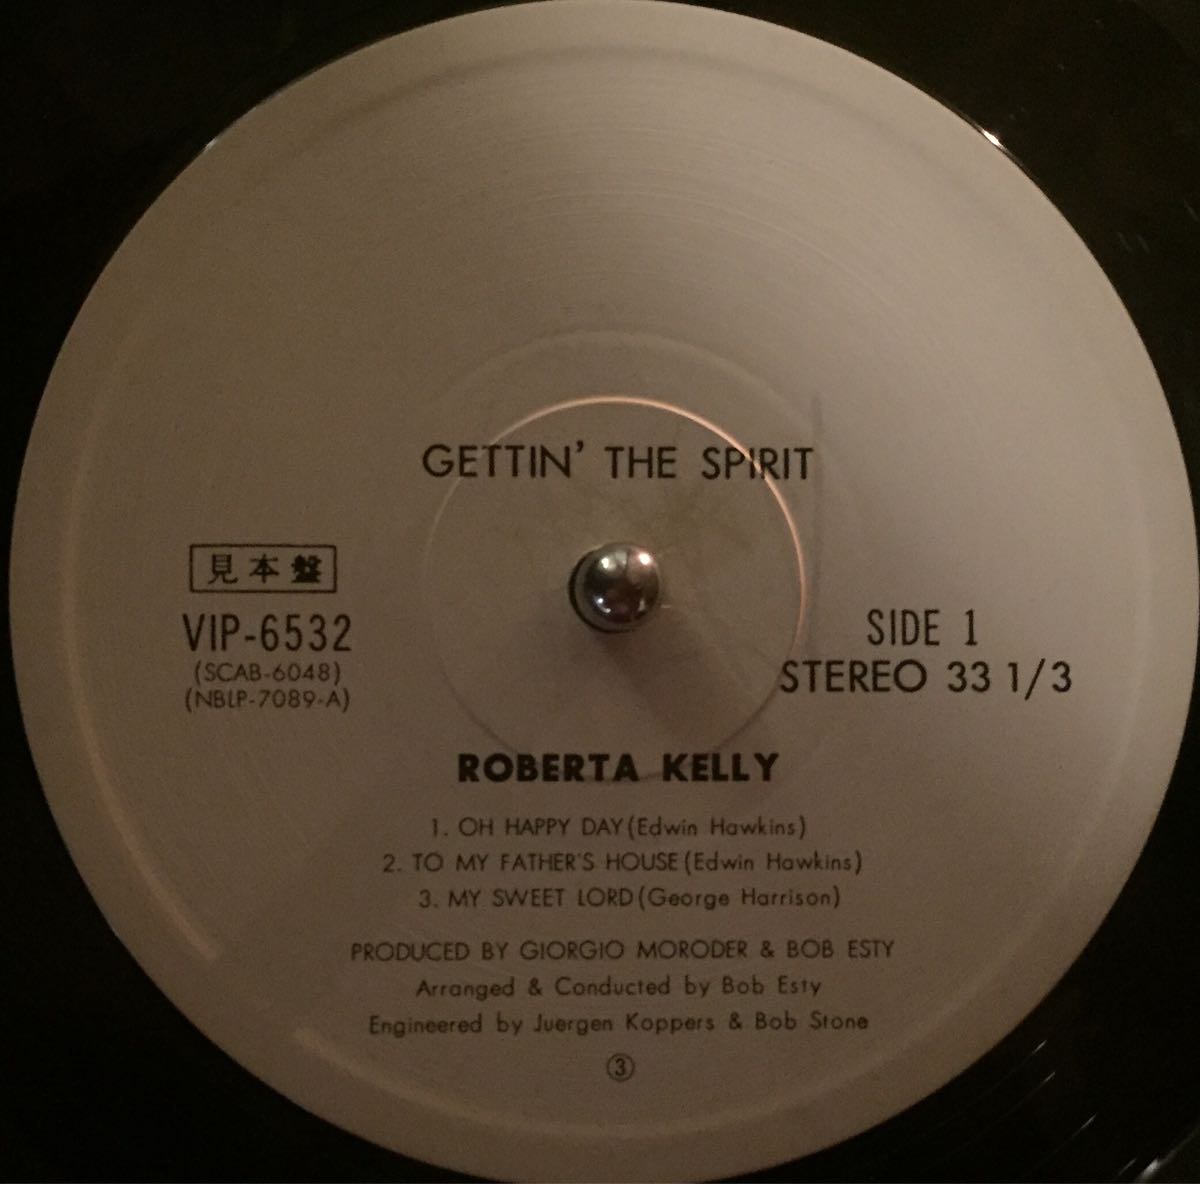 GETTIN' THE SPIRIT
見本盤
VIP-6532
(SCAB-6048)
(NBLP-7089-A)
SIDE 1
STEREO 33 1/3
ROBERTA KELLY
1. OH HAPPY DAY(Edwin Hawkins)
2. TO MY FATHER'S HOUSE(Edwin Hawkins)
3. MY SWEET LORD(George Harrison)
PRODUCED BY GIORGIO MORODER & BOB ESTY
Arranged & Conducted by Bob Esty
Engineered by Juergen Koppers & Bob Stone
③